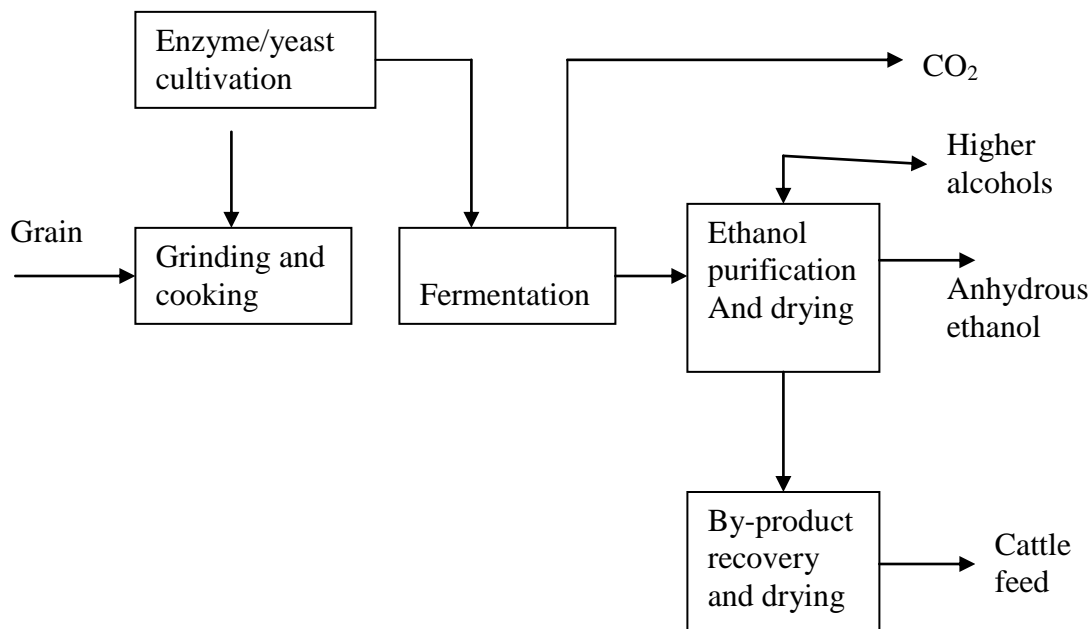 Enzyme/yeast
cultivation
CO₂
Higher
alcohols
Grain
Grinding and
cooking
Fermentation
Ethanol
purification
And drying
Anhydrous
ethanol
By-product
recovery
and drying
Cattle
feed